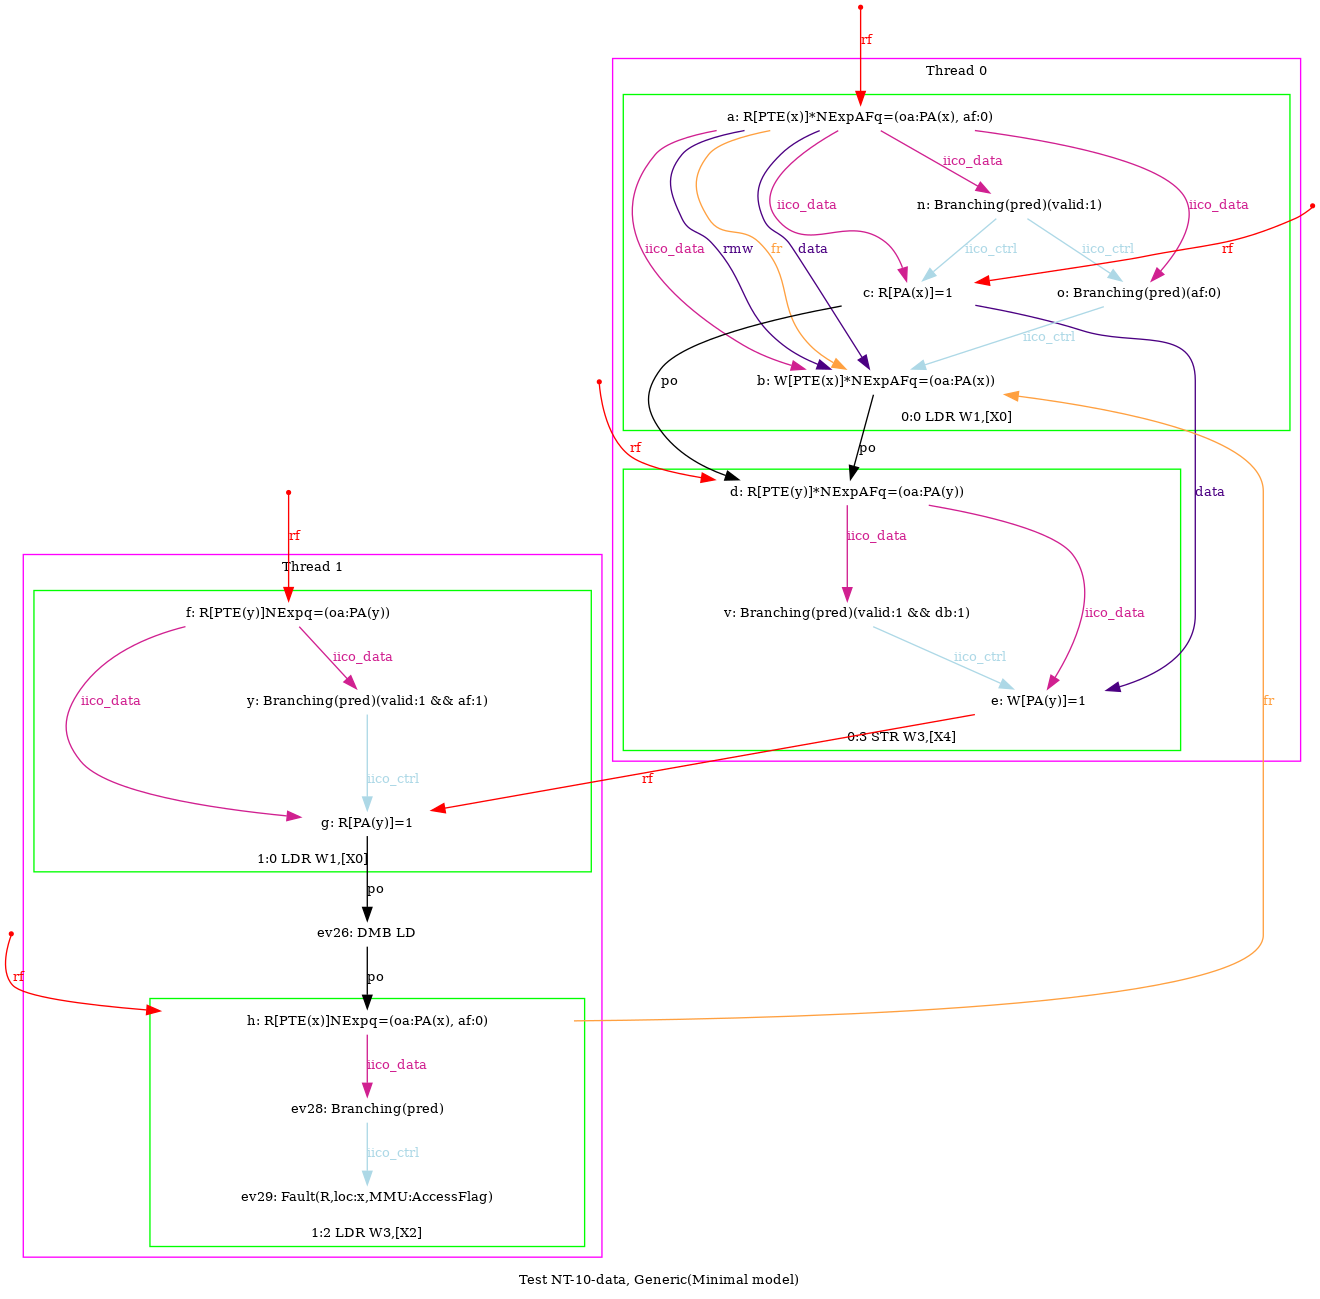 rf
Thread 0
a: R[PTE(x)]*NExpAFq=(oa:PA(x), af:0)
iico_data
n: Branching(pred)(valid:1)
iico_data
iico_data
iico_data
rmw
fr
data
iico_ctrl
iico_ctrl
rf
c: R[PA(x)]=1
o: Branching(pred)(af:0)
iico_ctrl
po
b: W[PTE(x)]*NExpAFq=(oa:PA(x))
0:0 LDR W1,[X0]
rf
po
d: R[PTE(y)]*NExpAFq=(oa:PA(y))
data
rf
iico_data
Thread 1
f: R[PTE(y)]NExpq=(oa:PA(y))
v: Branching(pred)(valid:1 && db:1)
iico_data
iico_data
iico_ctrl
iico_data
y: Branching(pred)(valid:1 && af:1)
e: W[PA(y)]=1
fr
0:3 STR W3,[X4]
iico_ctrl
rf
g: R[PA(y)]=1
1:0 LDR W1,[X0]
po
ev26: DMB LD
rf
po
h: R[PTE(x)]NExpq=(oa:PA(x), af:0)
iico_data
ev28: Branching(pred)
iico_ctrl
ev29: Fault(R,loc:x,MMU:AccessFlag)
1:2 LDR W3,[X2]
Test NT-10-data, Generic(Minimal model)